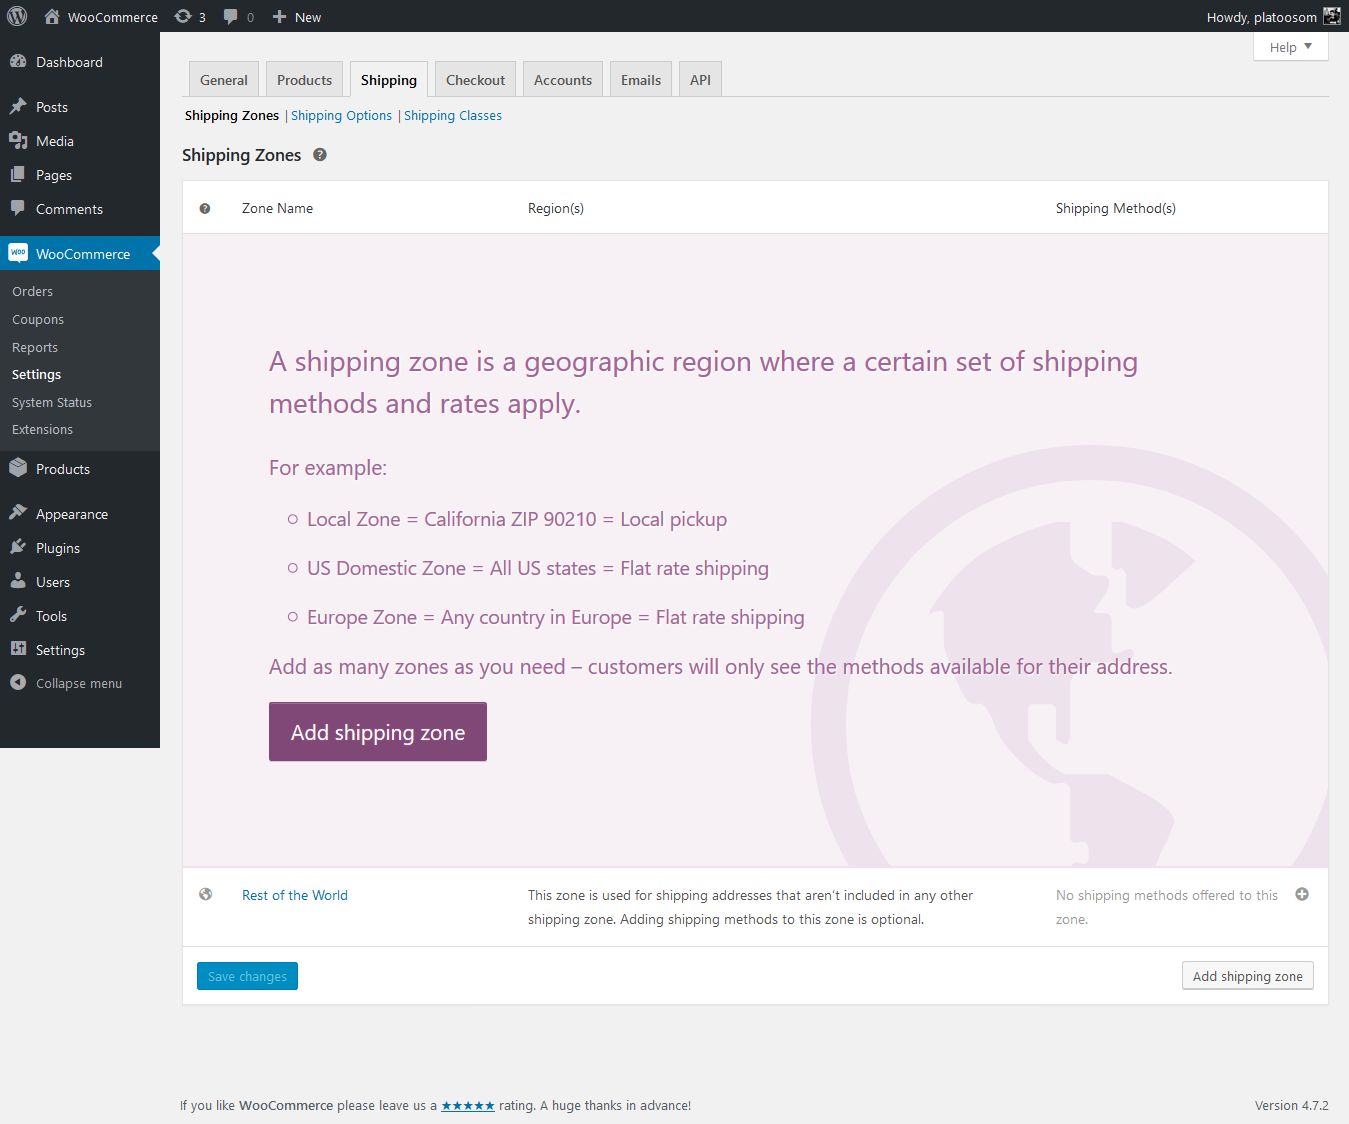 WooCommerce 3 0 New Howdy, platoosom
Help
Dashboard
Posts
Media
Pages
Comments
woo WooCommerce
Orders
Coupons
Reports
Settings
System Status
Extensions
Products
Appearance
Plugins
Users
Tools
Settings
Collapse menu
General Products Shipping Checkout Accounts Emails API
Shipping Zones | Shipping Options | Shipping Classes
Shipping Zones ?
? Zone Name Region(s) Shipping Method(s)
A shipping zone is a geographic region where a certain set of shipping
methods and rates apply.
For example:
Local Zone = California ZIP 90210 = Local pickup
US Domestic Zone = All US states = Flat rate shipping
Europe Zone = Any country in Europe = Flat rate shipping
Add as many zones as you need – customers will only see the methods available for their address.
Add shipping zone
Rest of the World
This zone is used for shipping addresses that aren't included in any other
shipping zone. Adding shipping methods to this zone is optional.
No shipping methods offered to this
zone.
Save changes
Add shipping zone
If you like WooCommerce please leave us a ★★★★★ rating. A huge thanks in advance!
Version 4.7.2